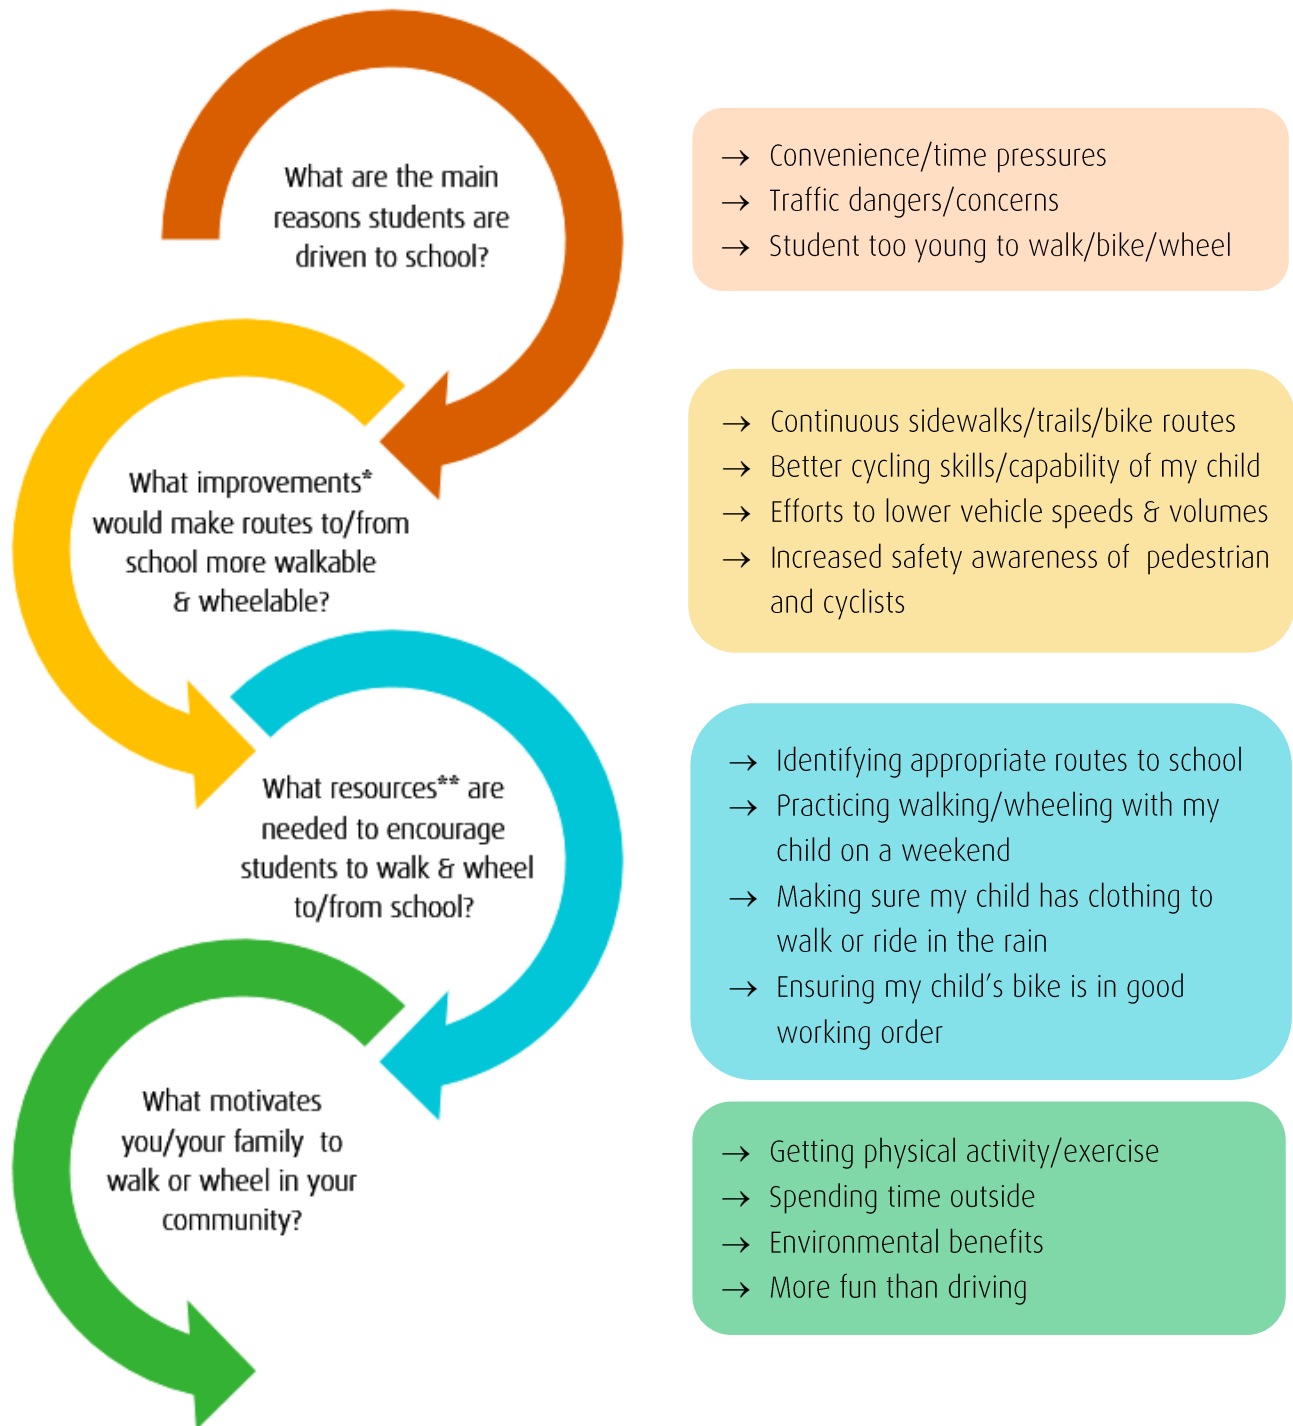 What are the main
reasons students are
driven to school?
→ Convenience/time pressures
→ Traffic dangers/concerns
→ Student too young to walk/bike/wheel
What improvements*
would make routes to/from
school more walkable
& wheelable?
→ Continuous sidewalks/trails/bike routes
→ Better cycling skills/capability of my child
→ Efforts to lower vehicle speeds & volumes
→ Increased safety awareness of pedestrian
and cyclists
What resources** are
needed to encourage
students to walk & wheel
to/from school?
→ Identifying appropriate routes to school
→ Practicing walking/wheeling with my
child on a weekend
→ Making sure my child has clothing to
walk or ride in the rain
→ Ensuring my child’s bike is in good
working order
What motivates
you/your family to
walk or wheel in your
community?
→ Getting physical activity/exercise
→ Spending time outside
→ Environmental benefits
→ More fun than driving